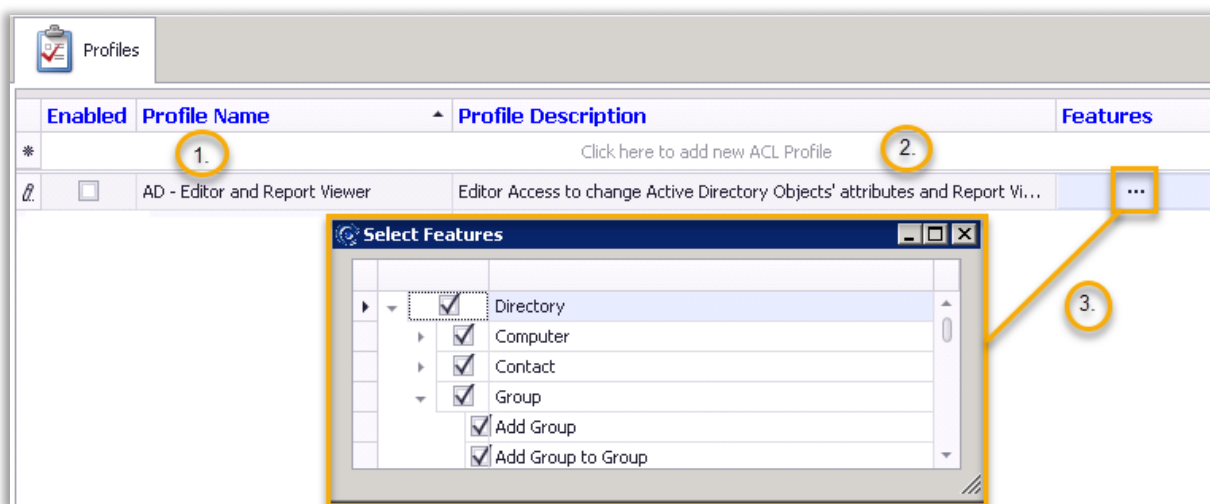 Profiles
Enabled Profile Name Profile Description Features
1. 2.
* Click here to add new ACL Profile
AD - Editor and Report Viewer Editor Access to change Active Directory Objects' attributes and Report Vi... ...
Select Features
Directory
3.
Computer
Contact
Group
Add Group
Add Group to Group